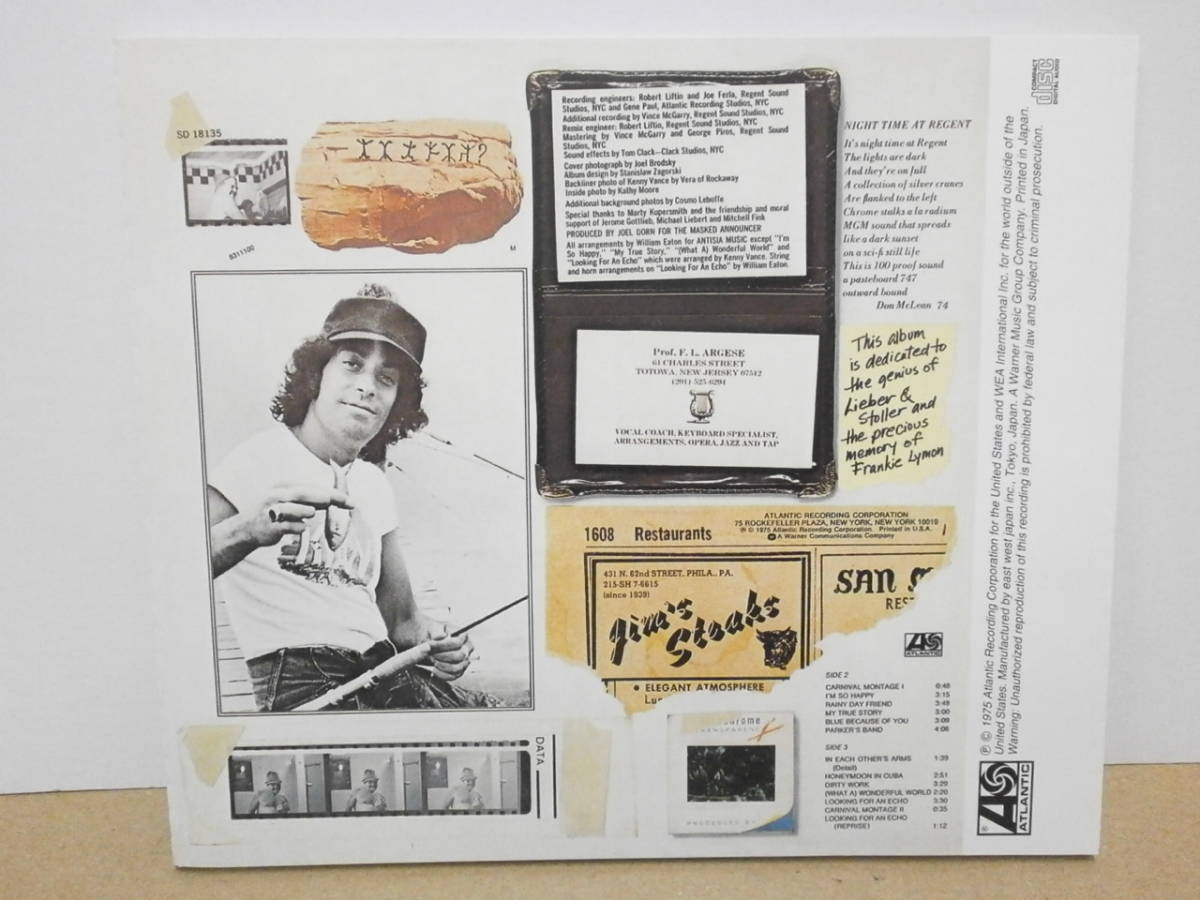 SD 18135
8311100
M
Recording engineers: Robert Liftin and Joe Ferla, Regent Sound
Studios, NYC and Gene Paul, Atlantic Recording Studios, NYC
Additional recording by Vince McGarry, Regent Sound Studios, NYC
Remix engineer: Robert Liftin, Regent Sound Studios, NYC
Mastering by Vince McGarry and George Piros, Regent Sound
Studios, NYC
Sound effects by Tom Clack—Clack Studios, NYC
Cover photograph by Joel Brodsky
Album design by Stanislaw Zagorski
Backliner photo of Kenny Vance by Vera of Rockaway
Inside photo by Kathy Moore
Additional background photos by Cosmo Leboffe
Special thanks to Marty Kupersmith and the friendship and moral
support of Jerome Gottlieb, Michael Liebert and Mitchell Fink
PRODUCED BY JOEL DORN FOR THE MASKED ANNOUNCER
All arrangements by William Eaton for ANTISIA MUSIC except "I'm
So Happy," "My True Story," "(What A) Wonderful World" and
"Looking For An Echo" which were arranged by Kenny Vance. String
and horn arrangements on "Looking For An Echo" by William Eaton.
Prof. F. L. ARGESE
61 CHARLES STREET
TOTOWA, NEW JERSEY 07512
(201) 525-0294
VOCAL COACH, KEYBOARD SPECIALIST,
ARRANGEMENTS, OPERA, JAZZ AND TAP
NIGHT TIME AT REGENT
It's night time at Regent
The lights are dark
And they're on full
A collection of silver cranes
Are flanked to the left
Chrome stalks a la radium
MGM sound that spreads
like a dark sunset
on a sci-fi still life
This is 100 proof sound
a pasteboard 747
outward bound
Don McLean 74
This album
is dedicated to
the genius of
Lieber &
Stoller and
the precious
memory of
Frankie Lymon
ATLANTIC RECORDING CORPORATION
75 ROCKEFELLER PLAZA, NEW YORK, NEW YORK 10019
℗ © 1975 Atlantic Recording Corporation Printed in U.S.A.
A Warner Communications Company
1608 Restaurants
431 N. 62nd STREET, PHILA., PA.
215-SH 7-6615
(since 1939)
Jim's
Steaks
• ELEGANT ATMOSPHERE
SAN
REST
ATLANTIC
SIDE 2
CARNIVAL MONTAGE I 0:48
I'M SO HAPPY 3:15
RAINY DAY FRIEND 3:48
MY TRUE STORY 3:00
BLUE BECAUSE OF YOU 3:09
PARKER'S BAND 4:06
SIDE 3
IN EACH OTHER'S ARMS 1:39
(Detail)
HONEYMOON IN CUBA 2:51
DIRTY WORK 3:29
(WHAT A) WONDERFUL WORLD 2:20
LOOKING FOR AN ECHO 3:30
CARNIVAL MONTAGE II 0:35
LOOKING FOR AN ECHO
(REPRISE) 1:12
DATA
TRANSPARENCY
PROCESSED BY
COMPACT
disc
DIGITAL AUDIO
℗ © 1975 Atlantic Recording Corporation for the United States and WEA International Inc. for the world outside of the
United States. Manufactured by east west japan inc., Tokyo, Japan. A Warner Music Group Company. Printed in Japan.
Warning: Unauthorized reproduction of this recording is prohibited by federal law and subject to criminal prosecution.
ATLANTIC